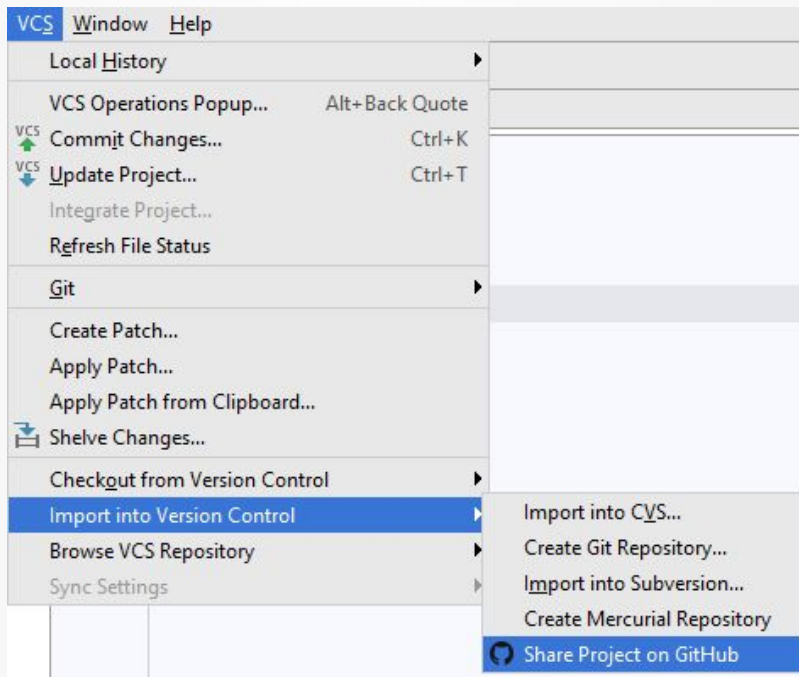 VCS Window Help
Local History
VCS Operations Popup... Alt+Back Quote
VCS Commit Changes... Ctrl+K
VCS Update Project... Ctrl+T
Integrate Project...
Refresh File Status
Git
Create Patch...
Apply Patch...
Apply Patch from Clipboard...
Shelve Changes...
Checkout from Version Control
Import into Version Control
Browse VCS Repository
Sync Settings
Import into CVS...
Create Git Repository...
Import into Subversion...
Create Mercurial Repository
Share Project on GitHub